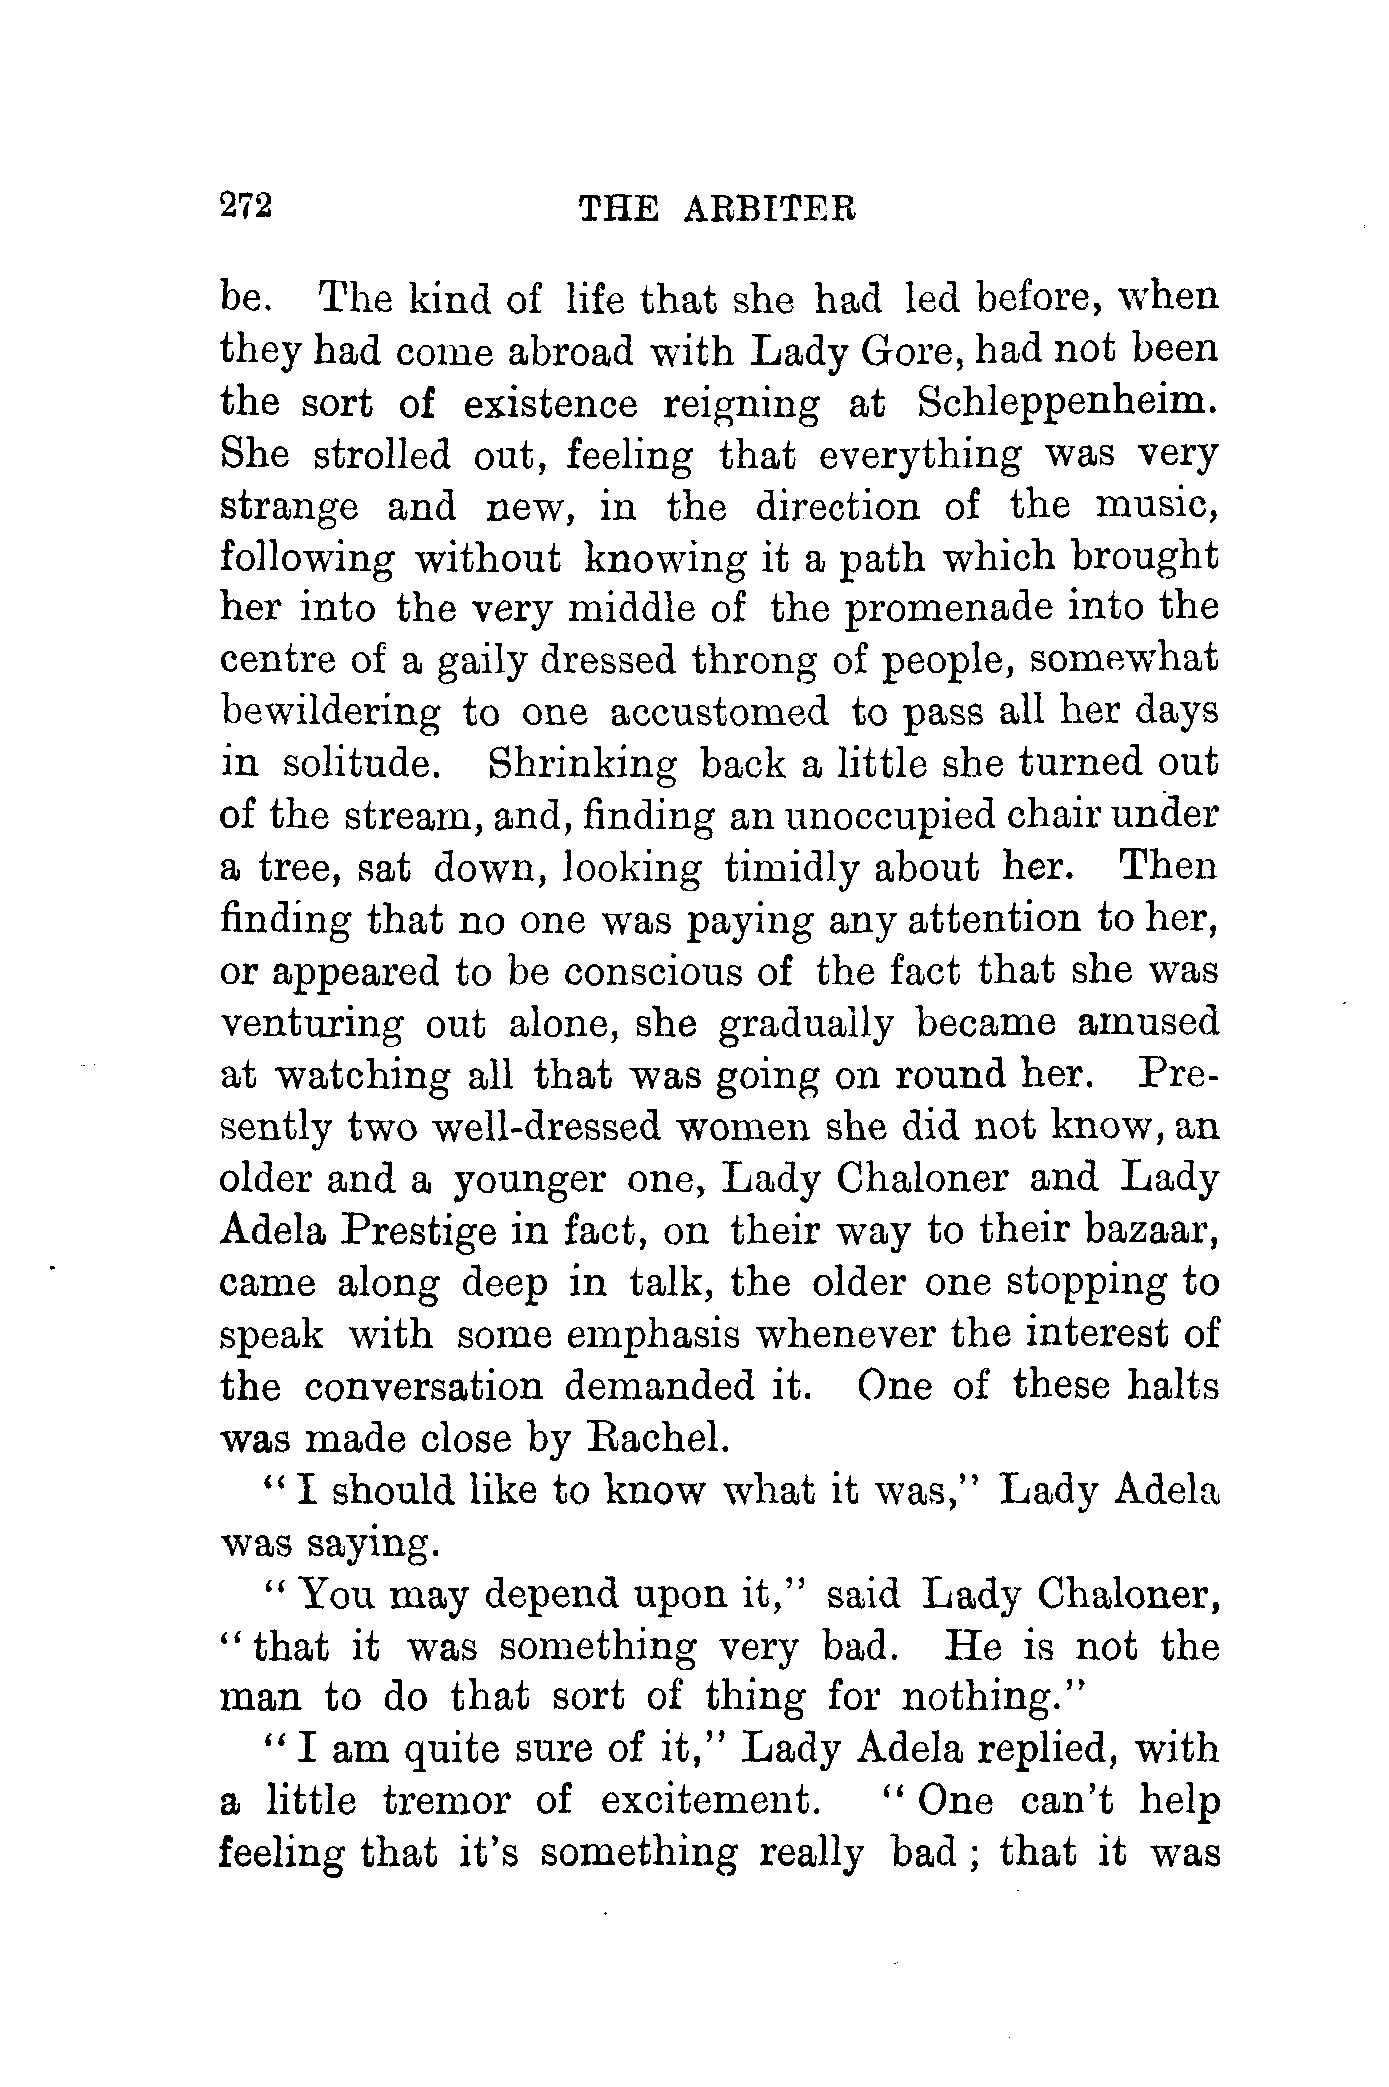 272 THE ARBITER
be. The kind of life that she had led before, when
they had come abroad with Lady Gore, had not been
the sort of existence reigning at Schleppenheim.
She strolled out, feeling that everything was very
strange and new, in the direction of the music,
following without knowing it a path which brought
her into the very middle of the promenade into the
centre of a gaily dressed throng of people, somewhat
bewildering to one accustomed to pass all her days
in solitude. Shrinking back a little she turned out
of the stream, and, finding an unoccupied chair under
a tree, sat down, looking timidly about her. Then
finding that no one was paying any attention to her,
or appeared to be conscious of the fact that she was
venturing out alone, she gradually became amused
at watching all that was going on round her. Pre-
sently two well-dressed women she did not know, an
older and a younger one, Lady Chaloner and Lady
Adela Prestige in fact, on their way to their bazaar,
came along deep in talk, the older one stopping to
speak with some emphasis whenever the interest of
the conversation demanded it. One of these halts
was made close by Rachel.
" I should like to know what it was," Lady Adela
was saying.
" You may depend upon it," said Lady Chaloner,
" that it was something very bad. He is not the
man to do that sort of thing for nothing."
" I am quite sure of it," Lady Adela replied, with
a little tremor of excitement. " One can't help
feeling that it's something really bad ; that it was